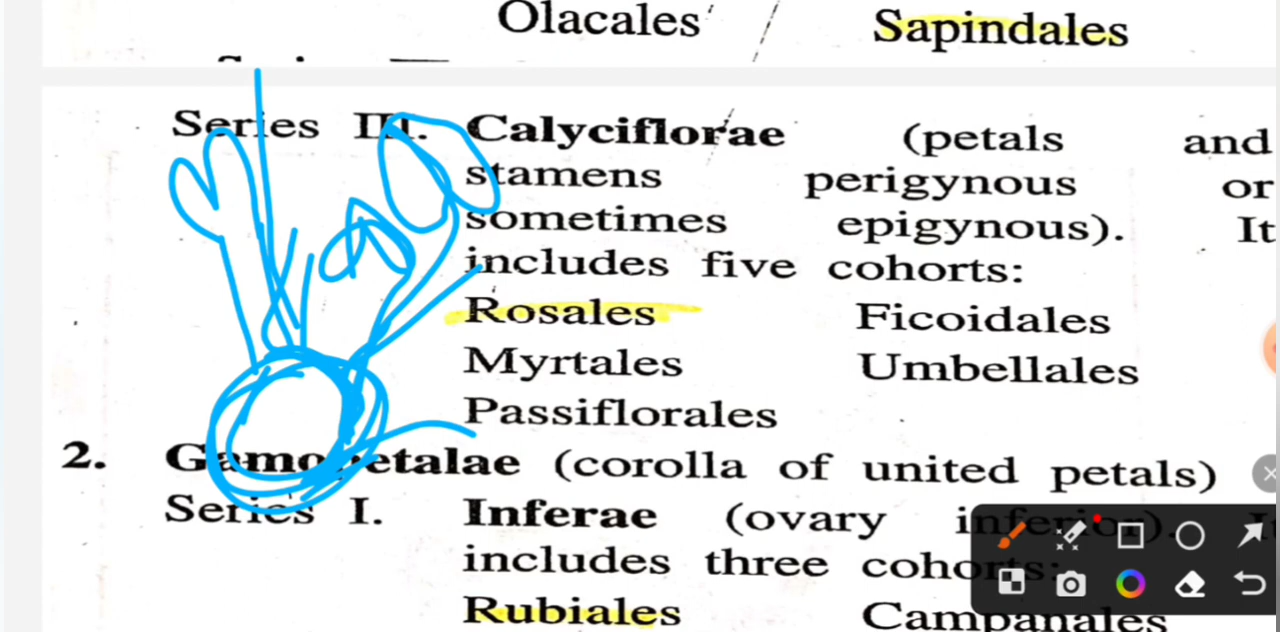 Olacales Sapindales
Series III. Calyciflorae (petals and
stamens perigynous or
sometimes epigynous). It
includes five cohorts:
Rosales Ficoidales
Myrtales Umbellales
Passiflorales
2. Gamopetalae (corolla of united petals)
Series I. Inferae (ovary inferior).
includes three cohorts:
Rubiales Campanales